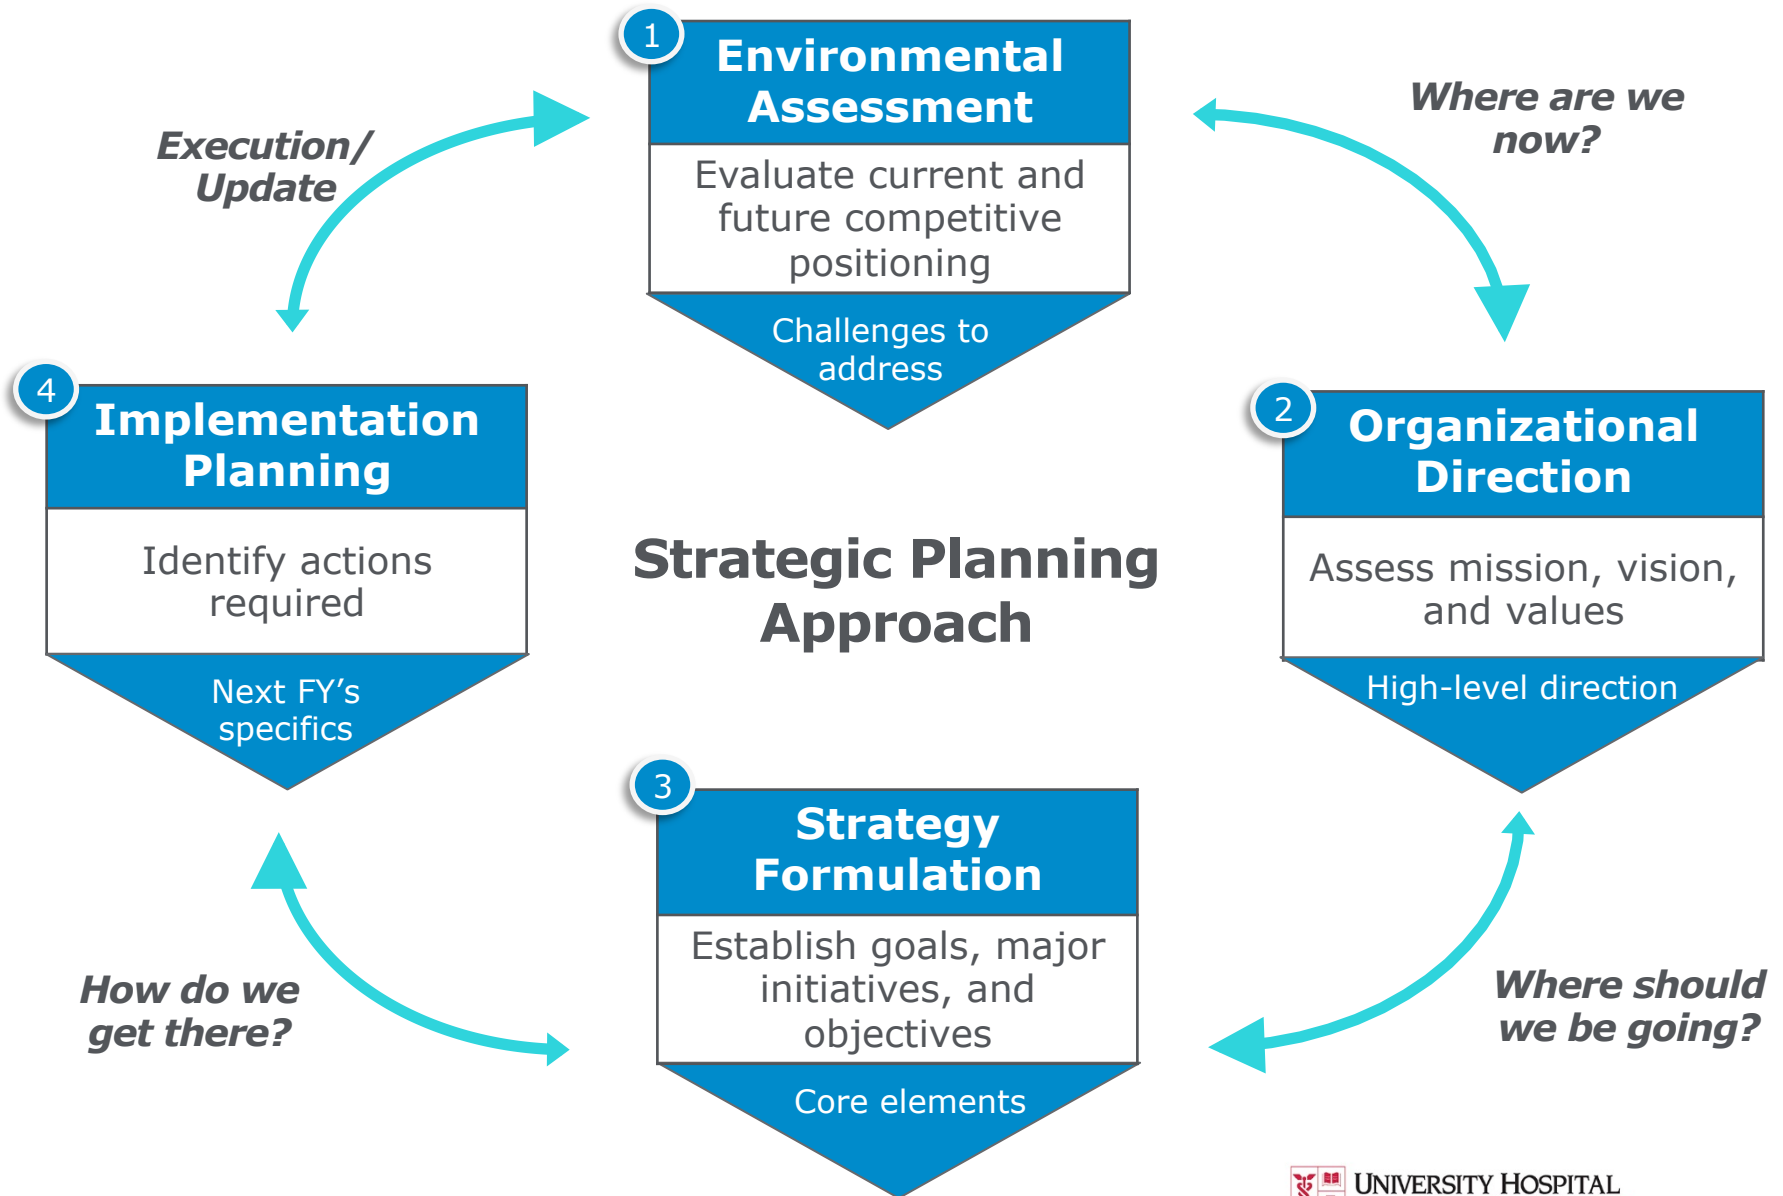 1
Environmental
Assessment
Evaluate current and
future competitive
positioning
Challenges to
address
Where are we
now?
2
Organizational
Direction
Assess mission, vision,
and values
High-level direction
Where should
we be going?
3
Strategy
Formulation
Establish goals, major
initiatives, and
objectives
Core elements
How do we
get there?
4
Implementation
Planning
Identify actions
required
Next FY’s
specifics
Execution/
Update
Strategic Planning
Approach
UNIVERSITY HOSPITAL